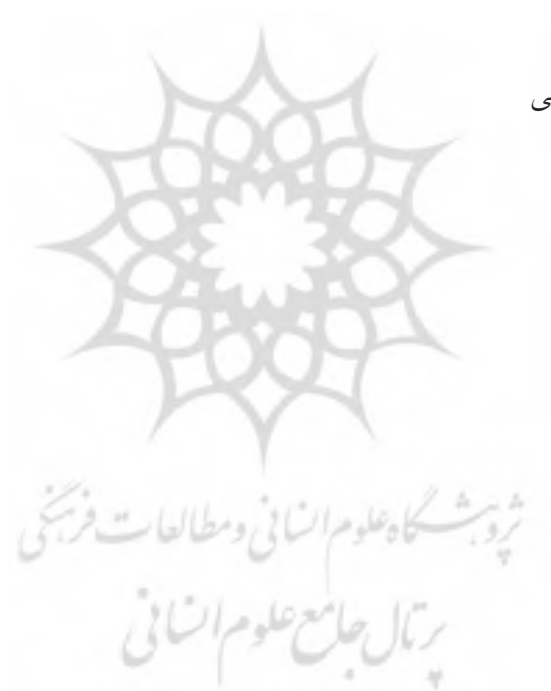 ی
پژوهشگاه علوم انسانی و مطالعات فرهنگی
پرتال جامع علوم انسانی